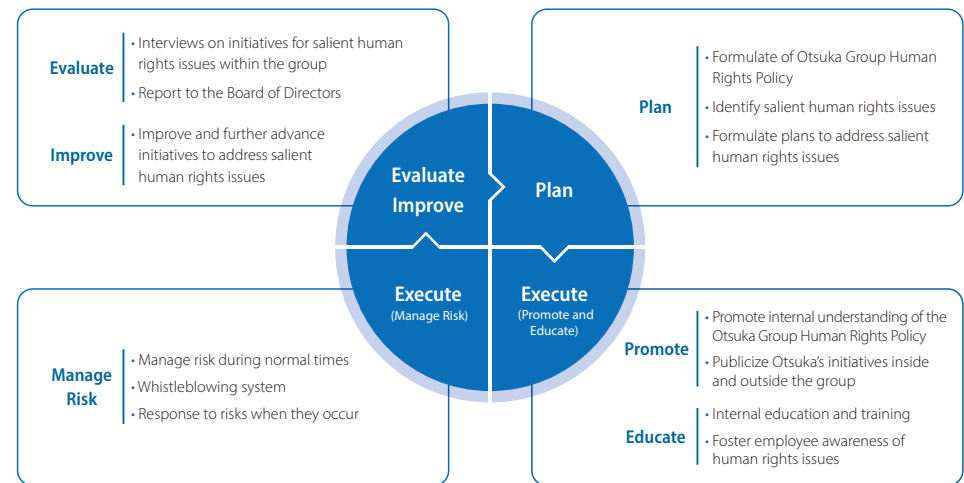 Evaluate
• Interviews on initiatives for salient human
rights issues within the group
• Report to the Board of Directors
Improve
• Improve and further advance
initiatives to address salient
human rights issues
Plan
• Formulate of Otsuka Group Human
Rights Policy
• Identify salient human rights issues
• Formulate plans to address salient
human rights issues
Evaluate
Improve
Plan
Execute
(Manage Risk)
Execute
(Promote and
Educate)
Manage
Risk
• Manage risk during normal times
• Whistleblowing system
• Response to risks when they occur
Promote
• Promote internal understanding of the
Otsuka Group Human Rights Policy
• Publicize Otsuka's initiatives inside
and outside the group
Educate
• Internal education and training
• Foster employee awareness of
human rights issues